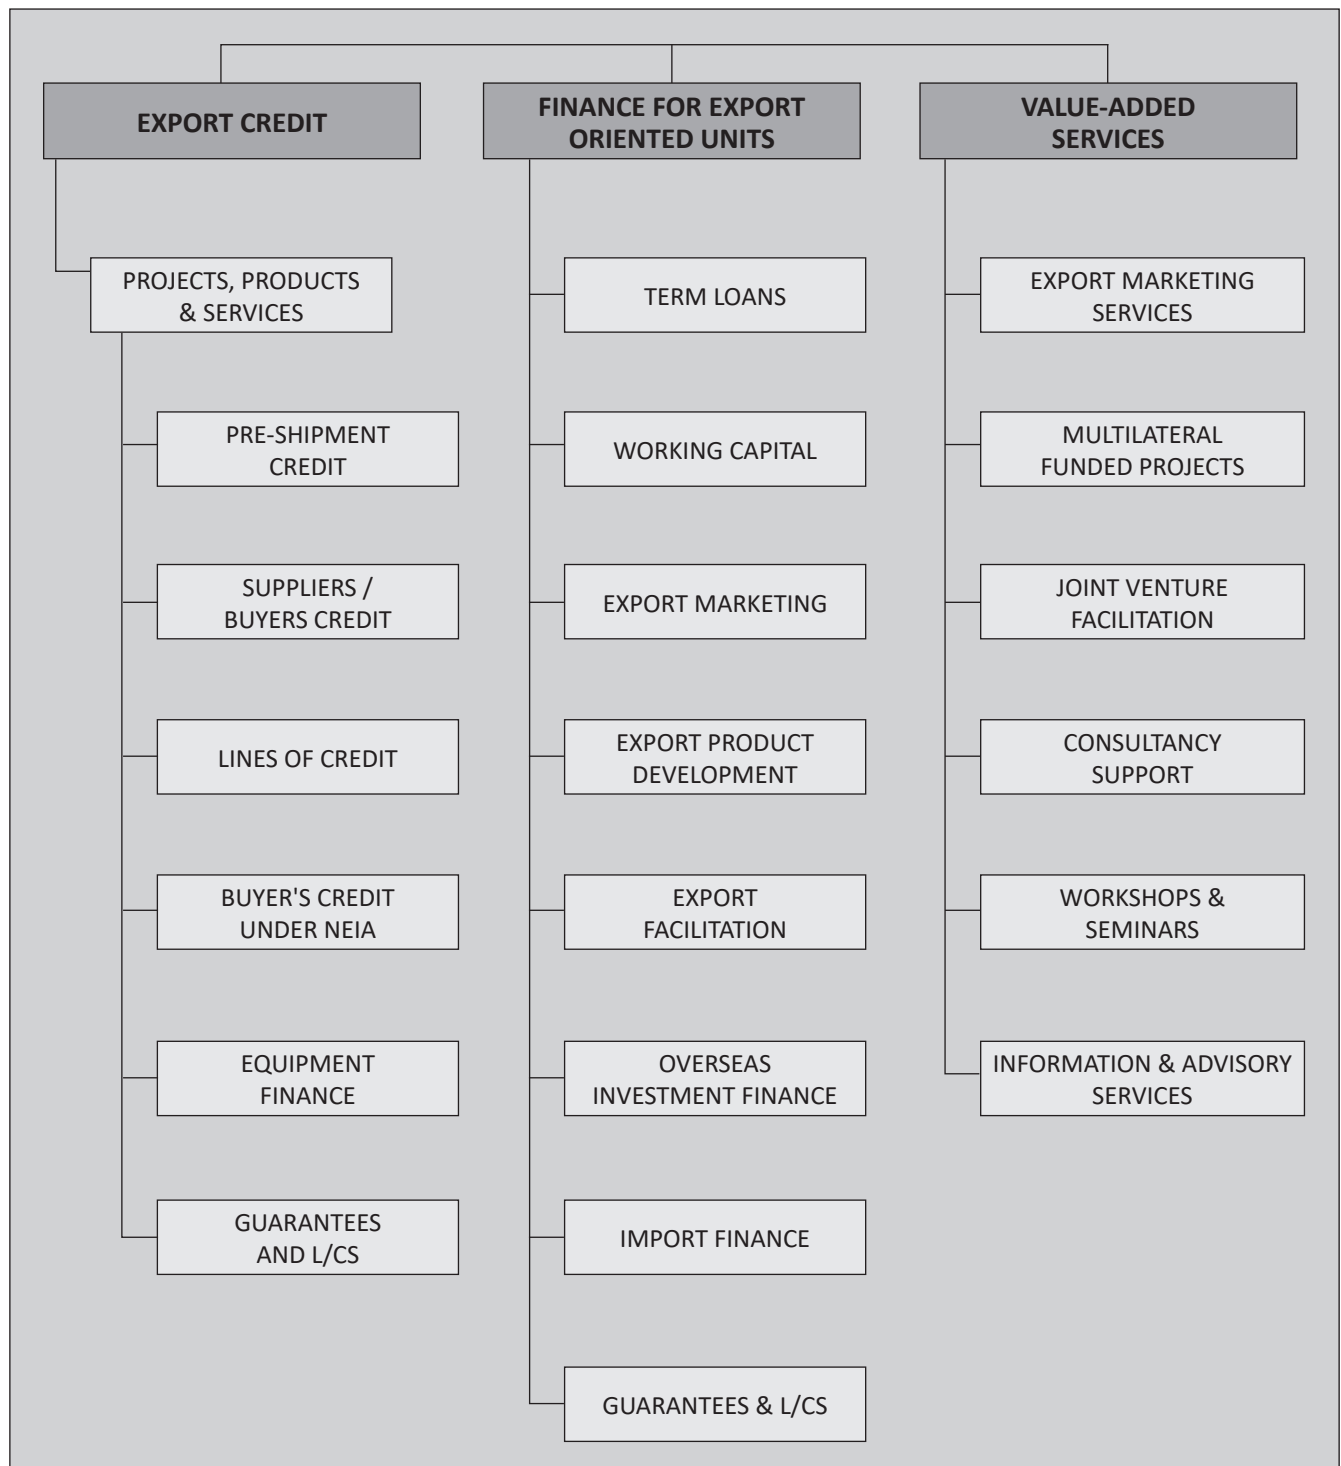 EXPORT CREDIT
PROJECTS, PRODUCTS
& SERVICES
PRE-SHIPMENT
CREDIT
SUPPLIERS /
BUYERS CREDIT
LINES OF CREDIT
BUYER'S CREDIT
UNDER NEIA
EQUIPMENT
FINANCE
GUARANTEES
AND L/CS
FINANCE FOR EXPORT
ORIENTED UNITS
TERM LOANS
WORKING CAPITAL
EXPORT MARKETING
EXPORT PRODUCT
DEVELOPMENT
EXPORT
FACILITATION
OVERSEAS
INVESTMENT FINANCE
IMPORT FINANCE
GUARANTEES & L/CS
VALUE-ADDED
SERVICES
EXPORT MARKETING
SERVICES
MULTILATERAL
FUNDED PROJECTS
JOINT VENTURE
FACILITATION
CONSULTANCY
SUPPORT
WORKSHOPS &
SEMINARS
INFORMATION & ADVISORY
SERVICES